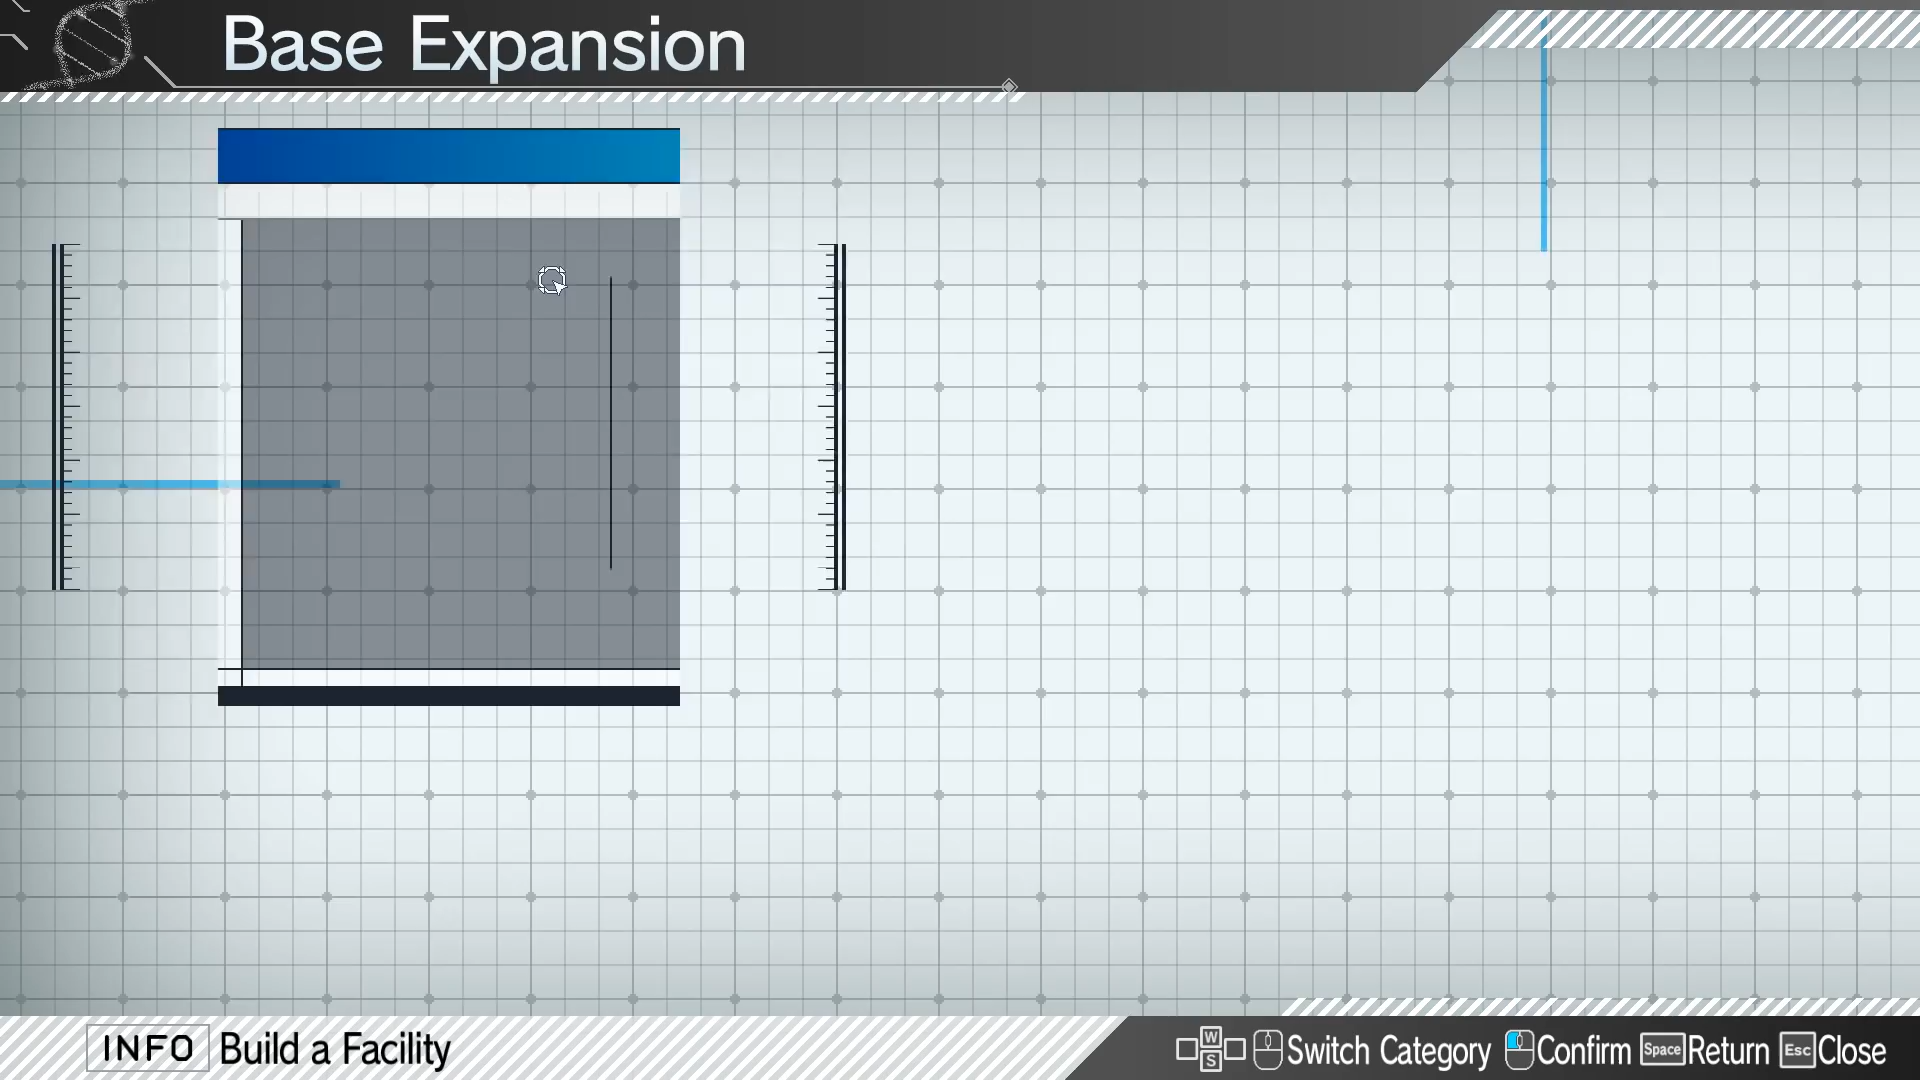 Base Expansion
INFO Build a Facility
W S Switch Category Confirm Space Return Esc Close